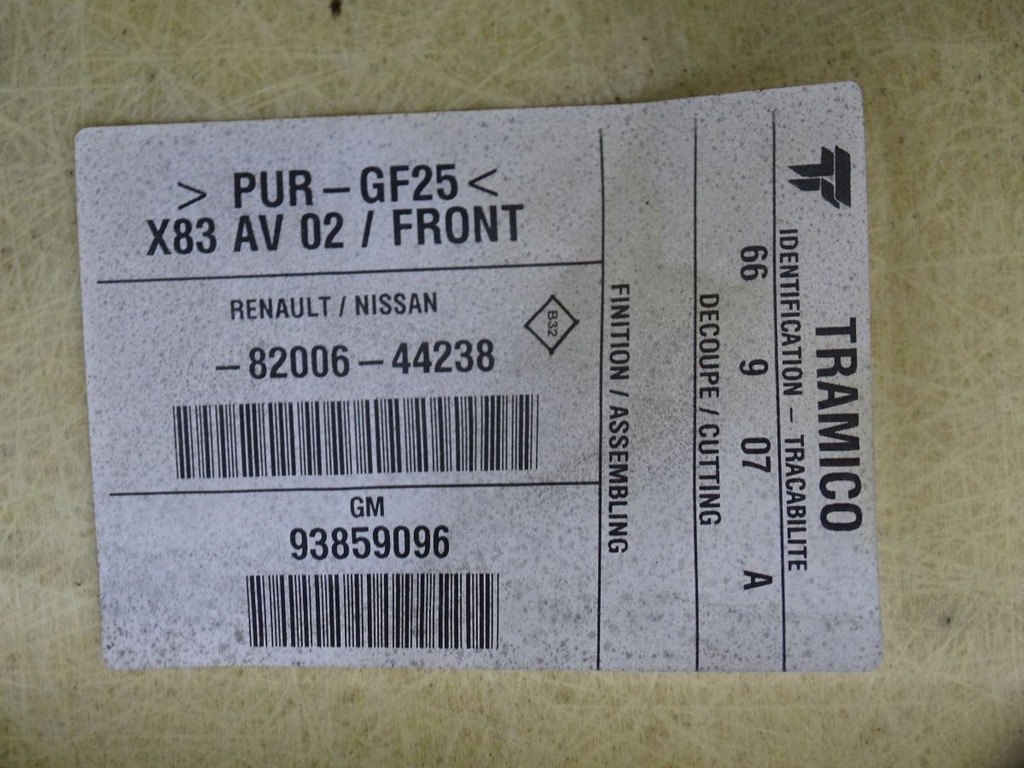 > PUR – GF25 <
X83 AV 02 / FRONT
RENAULT / NISSAN
B32
– 82006 – 44238
GM
93859096
TRAMICO
IDENTIFICATION – TRACABILITE
66 9 07 A
DECOUPE / CUTTING
FINITION / ASSEMBLING